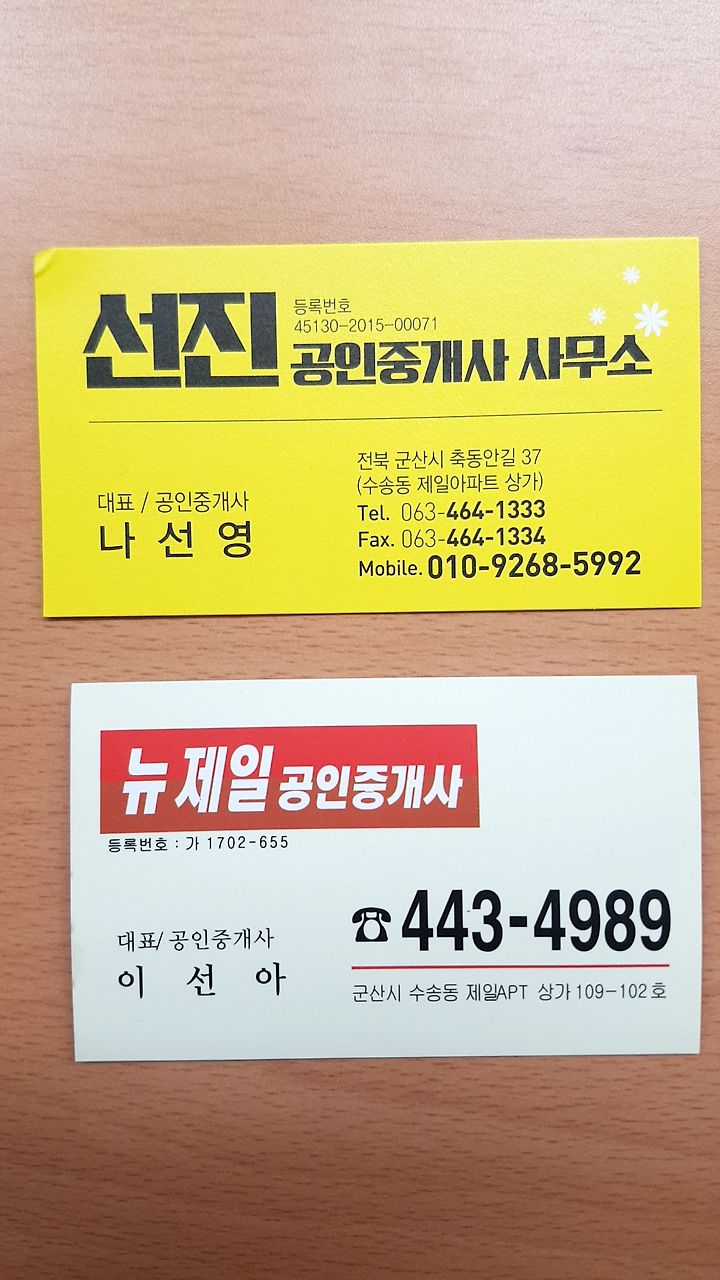 선진
등록번호
45130-2015-00071
공인중개사 사무소
대표 / 공인중개사
나 선 영
전북 군산시 축동안길 37
(수송동 제일아파트 상가)
Tel. 063-464-1333
Fax. 063-464-1334
Mobile. 010-9268-5992
뉴제일 공인중개사
등록번호 : 가 1702-655
대표/ 공인중개사
이 선 아
☎443-4989
군산시 수송동 제일APT 상가 109-102호